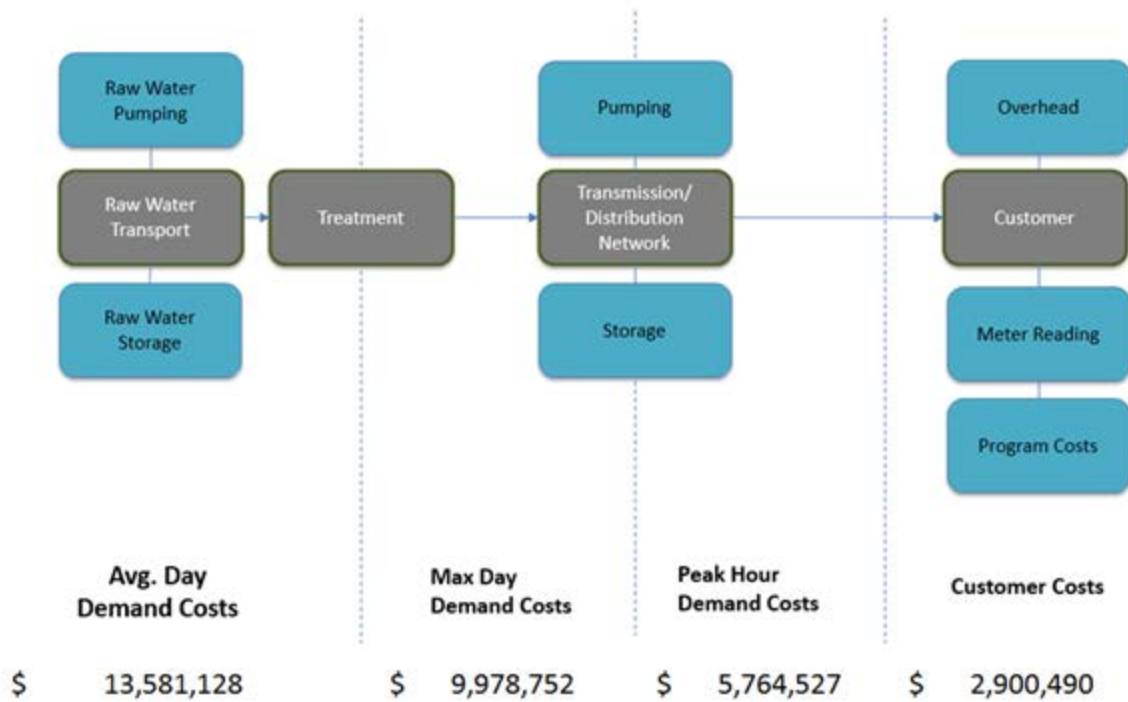 Raw Water
Pumping
Pumping
Overhead
Raw Water
Transport
Treatment
Transmission/
Distribution
Network
Customer
Raw Water
Storage
Storage
Meter Reading
Program Costs
Avg. Day
Demand Costs
Max Day
Demand Costs
Peak Hour
Demand Costs
Customer Costs
$ 13,581,128
$ 9,978,752
$ 5,764,527
$ 2,900,490